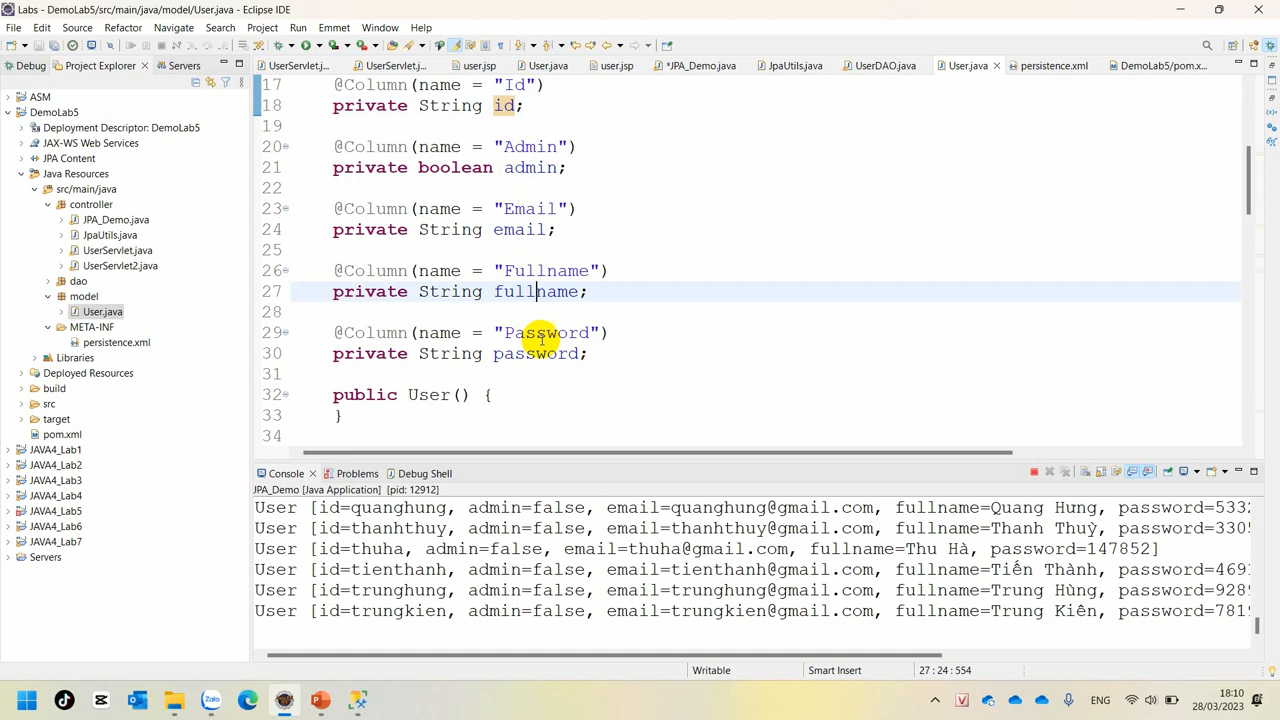 Labs - DemoLab5/src/main/java/model/User.java - Eclipse IDE
File Edit Source Refactor Navigate Search Project Run Emmet Window Help
Debug Project Explorer Servers
UserServlet.j... UserServlet.j... user.jsp User.java user.jsp *JPA_Demo.java JpaUtils.java UserDAO.java User.java persistence.xml DemoLab5/pom.x...
ASM
DemoLab5
Deployment Descriptor: DemoLab5
JAX-WS Web Services
JPA Content
Java Resources
src/main/java
controller
JPA_Demo.java
JpaUtils.java
UserServlet.java
UserServlet2.java
dao
model
User.java
META-INF
persistence.xml
Libraries
Deployed Resources
build
src
target
pom.xml
JAVA4_Lab1
JAVA4_Lab2
JAVA4_Lab3
JAVA4_Lab4
JAVA4_Lab5
JAVA4_Lab6
JAVA4_Lab7
Servers
17 @Column(name = "Id")
18 private String id;
19
20 @Column(name = "Admin")
21 private boolean admin;
22
23 @Column(name = "Email")
24 private String email;
25
26 @Column(name = "Fullname")
27 private String fullname;
28
29 @Column(name = "Password")
30 private String password;
31
32 public User() {
33 }
34
Console Problems Debug Shell
JPA_Demo [Java Application] [pid: 12912]
User [id=quanghung, admin=false, email=quanghung@gmail.com, fullname=Quang Hưng, password=5332
User [id=thanhthuy, admin=false, email=thanhthuy@gmail.com, fullname=Thanh Thuỳ, password=3305
User [id=thuha, admin=false, email=thuha@gmail.com, fullname=Thu Hà, password=147852]
User [id=tienthanh, admin=false, email=tienthanh@gmail.com, fullname=Tiến Thành, password=4691
User [id=trunghung, admin=false, email=trunghung@gmail.com, fullname=Trung Hùng, password=9289
User [id=trungkien, admin=false, email=trungkien@gmail.com, fullname=Trung Kiên, password=7819
Writable Smart Insert 27 : 24 : 554
ENG 18:10
28/03/2023